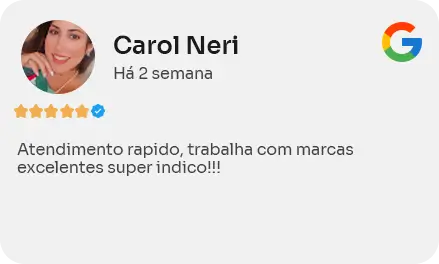 Carol Neri
Há 2 semana
Atendimento rapido, trabalha com marcas
excelentes super indico!!!